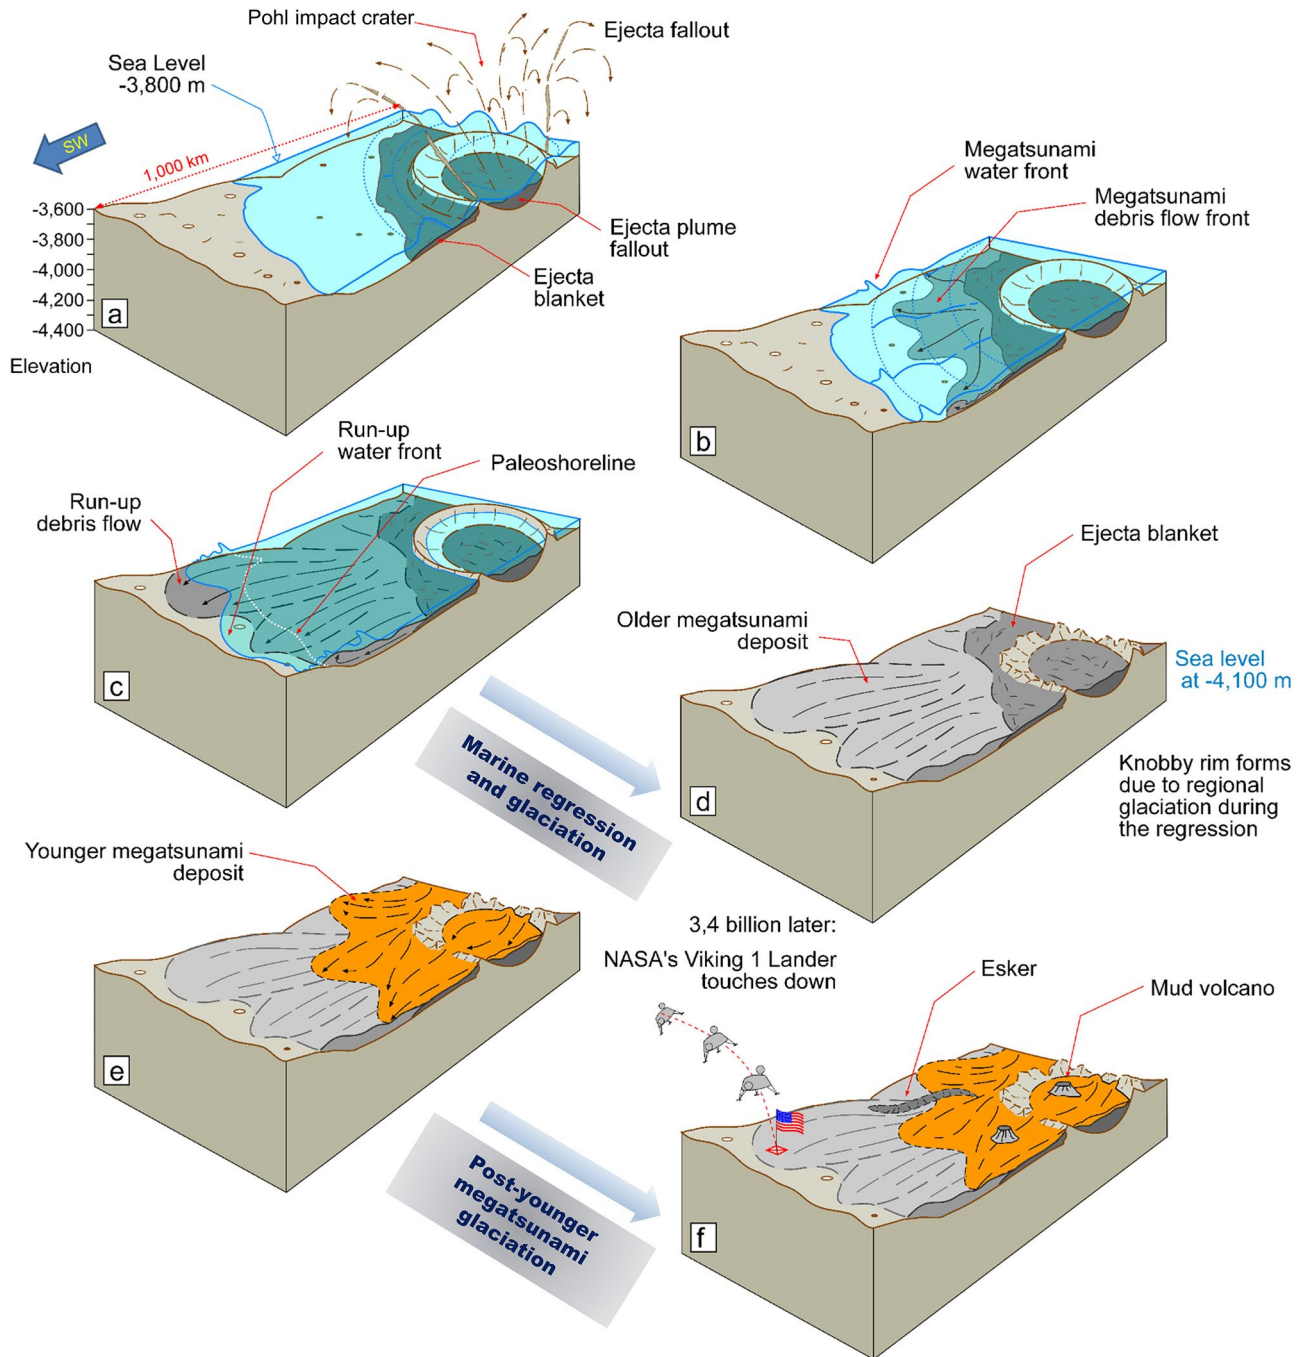 Pohl impact crater
Ejecta fallout
Sea Level
-3,800 m
SW
1,000 km
-3,600
-3,800
-4,000
-4,200
-4,400
Elevation
a
Ejecta plume
fallout
Ejecta
blanket
Megatsunami
water front
Megatsunami
debris flow front
b
Run-up
water front
Paleoshoreline
Run-up
debris flow
c
Ejecta blanket
Older megatsunami
deposit
Sea level
at -4,100 m
Knobby rim forms
due to regional
glaciation during
the regression
d
Marine regression
and glaciation
Younger megatsunami
deposit
e
3,4 billion later:
NASA's Viking 1 Lander
touches down
Esker
Mud volcano
f
Post-younger
megatsunami
glaciation